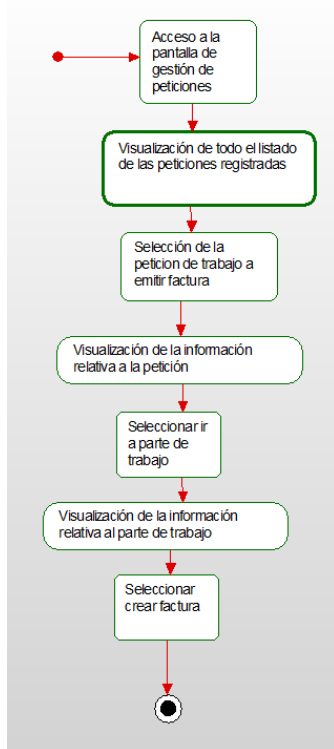 Acceso a la
pantalla de
gestión de
peticiones
Visualización de todo el listado
de las peticiones registradas
Selección de la
peticion de trabajo a
emitir factura
Visualización de la información
relativa a la petición
Seleccionar ir
a parte de
trabajo
Visualización de la información
relativa al parte de trabajo
Seleccionar
crear factura